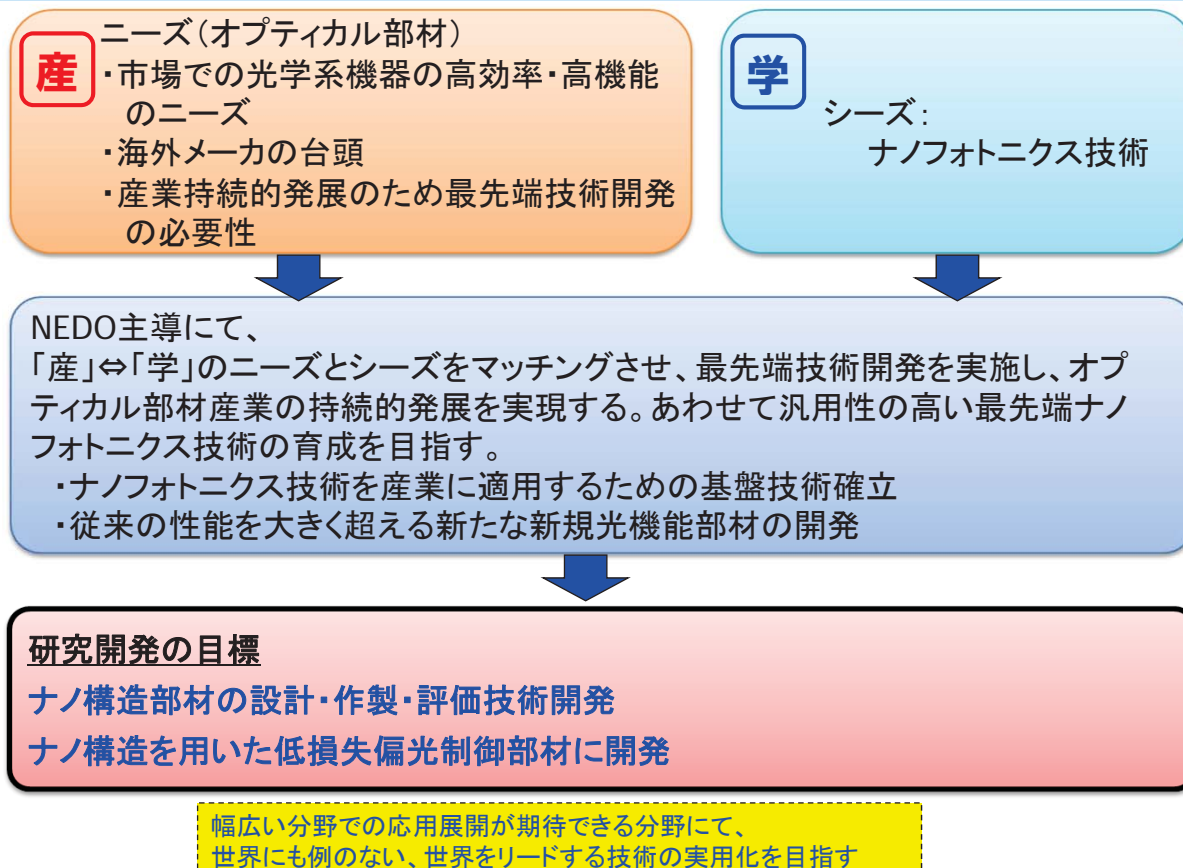 産
ニーズ(オプティカル部材)
・市場での光学系機器の高効率・高機能
のニーズ
・海外メーカの台頭
・産業持続的発展のため最先端技術開発
の必要性
学
シーズ:
ナノフォトニクス技術
NEDO主導にて、
「産」⇔「学」のニーズとシーズをマッチングさせ、最先端技術開発を実施し、オプ
ティカル部材産業の持続的発展を実現する。あわせて汎用性の高い最先端ナノ
フォトニクス技術の育成を目指す。
・ナノフォトニクス技術を産業に適用するための基盤技術確立
・従来の性能を大きく超える新たな新規光機能部材の開発
研究開発の目標
ナノ構造部材の設計・作製・評価技術開発
ナノ構造を用いた低損失偏光制御部材に開発
幅広い分野での応用展開が期待できる分野にて、
世界にも例のない、世界をリードする技術の実用化を目指す